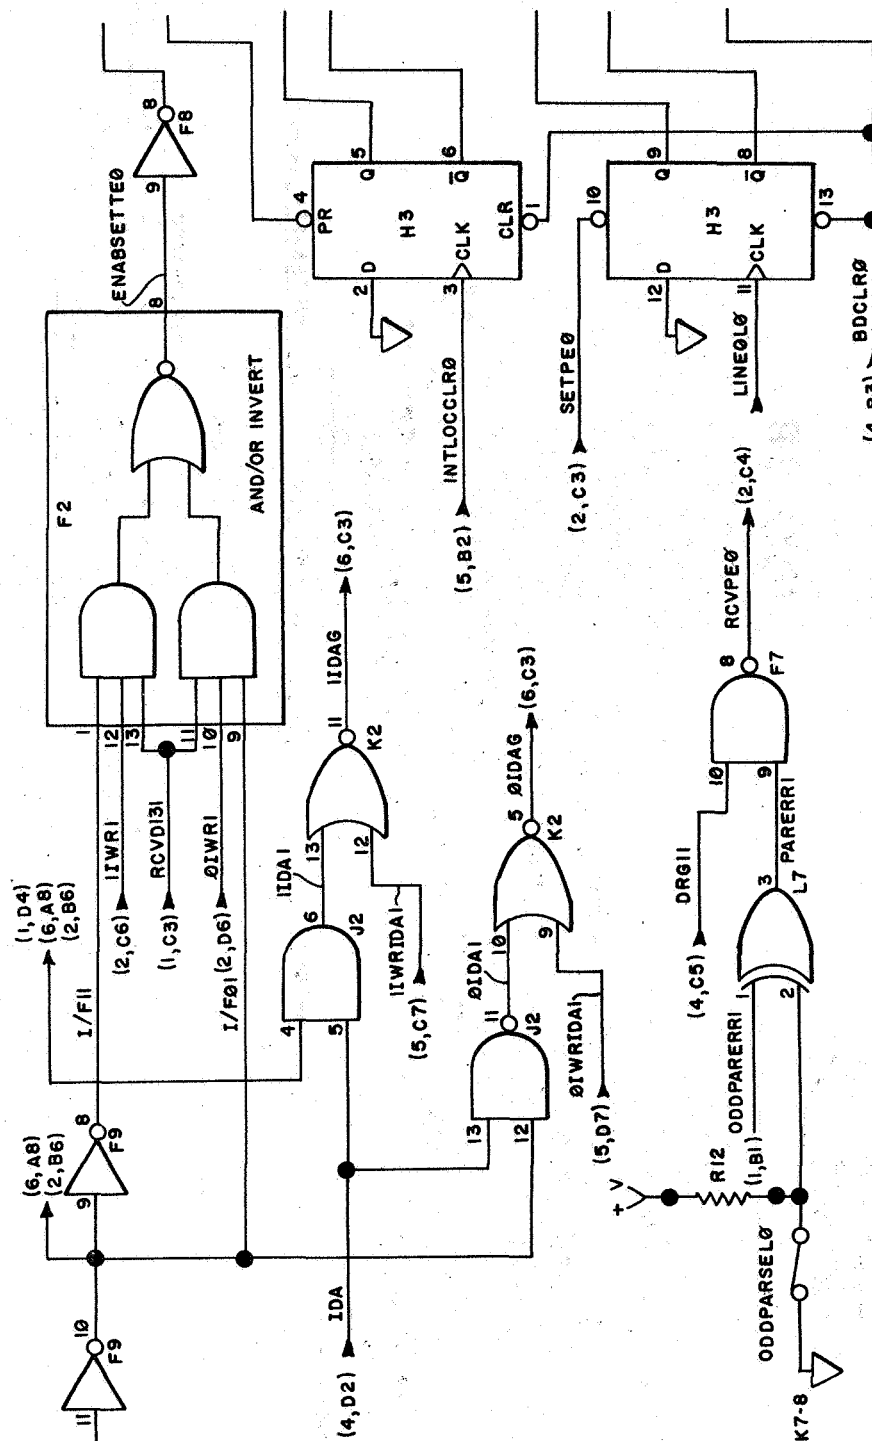 8
F8
9
ENABSETTEØ
8
4
PR
5
Q
6
Q̅
H3
CLR
1
2
D
3
CLK
10
9
Q
8
Q̅
H3
13
12
D
11
CLK
F2
AND/OR INVERT
1
12
13
11
10
9
SETPEØ
(2,C3)
LINEØLØ
BDCLRØ
INTLOCCLRØ
(5,B2)
(1,D4)
(6,A8)
(2,B6)
I/F11
1IWR1
(2,C6)
RCVD131
(1,C3)
ØIWR1
(2,D6)
I/FØ1
(6,C3)
1IDAG
11
K2
13
12
1IDA1
6
J2
4
5
1IWRIDA1
(5,C7)
(6,C3)
ØIDAG
5
K2
10
9
ØIDA1
11
J2
13
12
ØIWRIDA1
(5,D7)
(2,C4)
RCVPEØ
8
F7
10
9
DRG11
(4,C5)
PARERR1
3
L7
1
2
ODDPARERR1
(1,B1)
R12
+ V
ODDPARSELØ
K7-8
(6,A8)
(2,B6)
8
F9
9
10
F9
11
IDA
(4,D2)